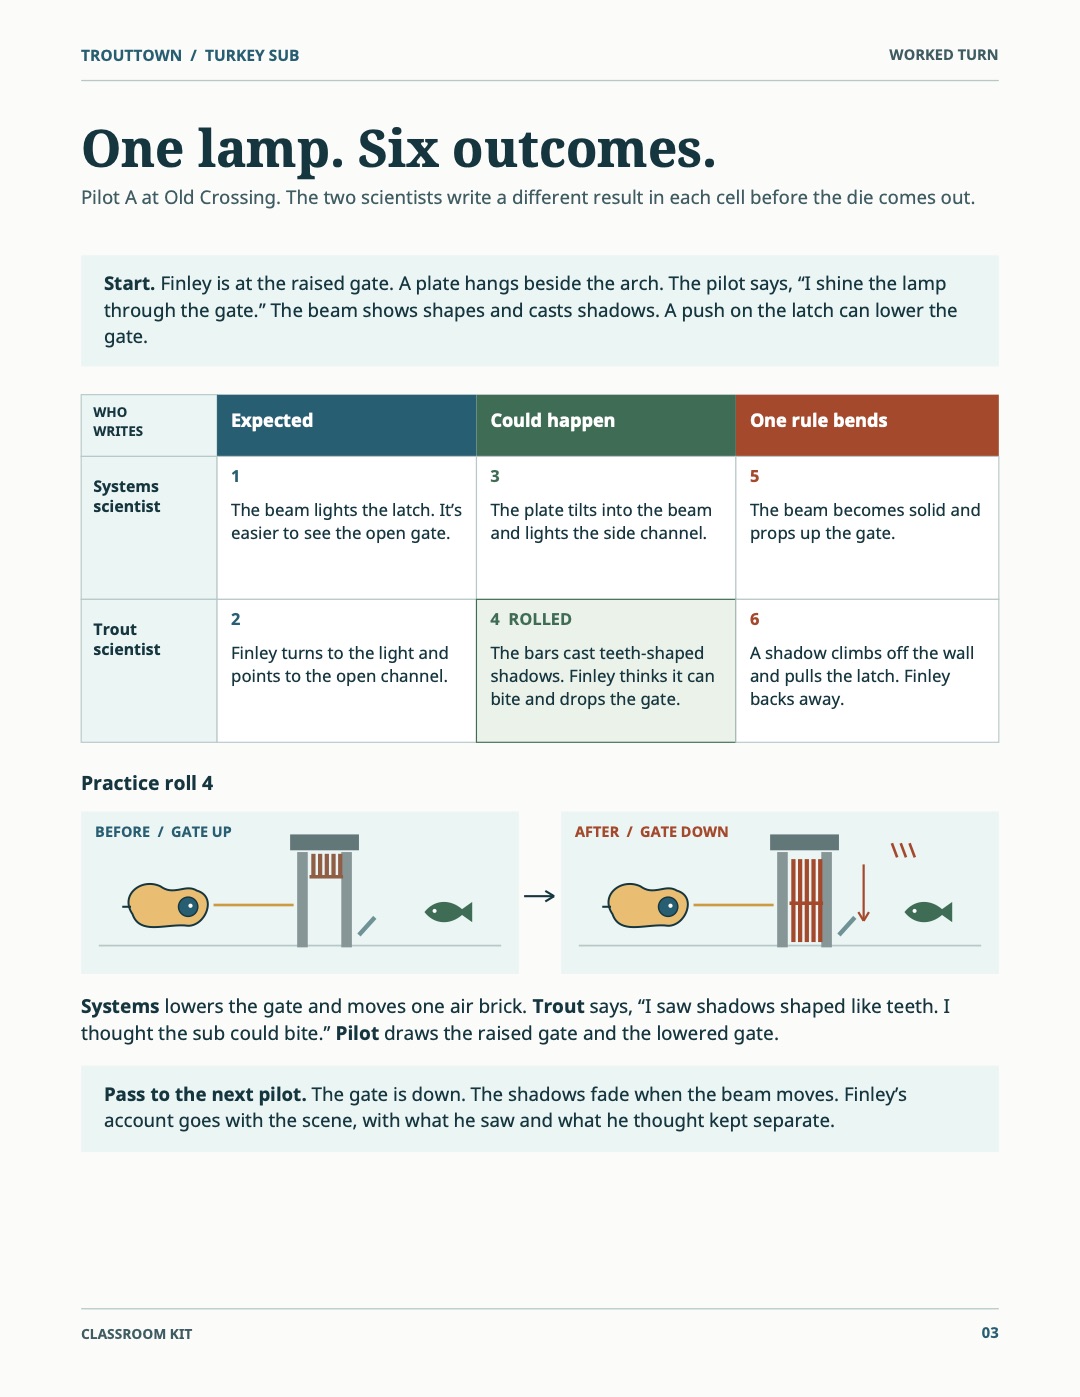 TROUTTOWN / TURKEY SUB
WORKED TURN
One lamp. Six outcomes.
Pilot A at Old Crossing. The two scientists write a different result in each cell before the die comes out.
Start. Finley is at the raised gate. A plate hangs beside the arch. The pilot says, “I shine the lamp
through the gate.” The beam shows shapes and casts shadows. A push on the latch can lower the
gate.
WHO
WRITES
Expected
Could happen
One rule bends
Systems
scientist
1
The beam lights the latch. It’s
easier to see the open gate.
3
The plate tilts into the beam
and lights the side channel.
5
The beam becomes solid and
props up the gate.
Trout
scientist
2
Finley turns to the light and
points to the open channel.
4 ROLLED
The bars cast teeth-shaped
shadows. Finley thinks it can
bite and drops the gate.
6
A shadow climbs off the wall
and pulls the latch. Finley
backs away.
Practice roll 4
BEFORE / GATE UP
AFTER / GATE DOWN
Systems lowers the gate and moves one air brick. Trout says, “I saw shadows shaped like teeth. I
thought the sub could bite.” Pilot draws the raised gate and the lowered gate.
Pass to the next pilot. The gate is down. The shadows fade when the beam moves. Finley’s
account goes with the scene, with what he saw and what he thought kept separate.
CLASSROOM KIT
03